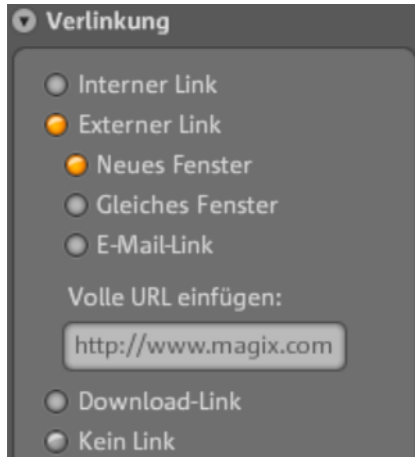 Verlinkung
Interner Link
Externer Link
Neues Fenster
Gleiches Fenster
E-Mail-Link
Volle URL einfügen:
http://www.magix.com
Download-Link
Kein Link